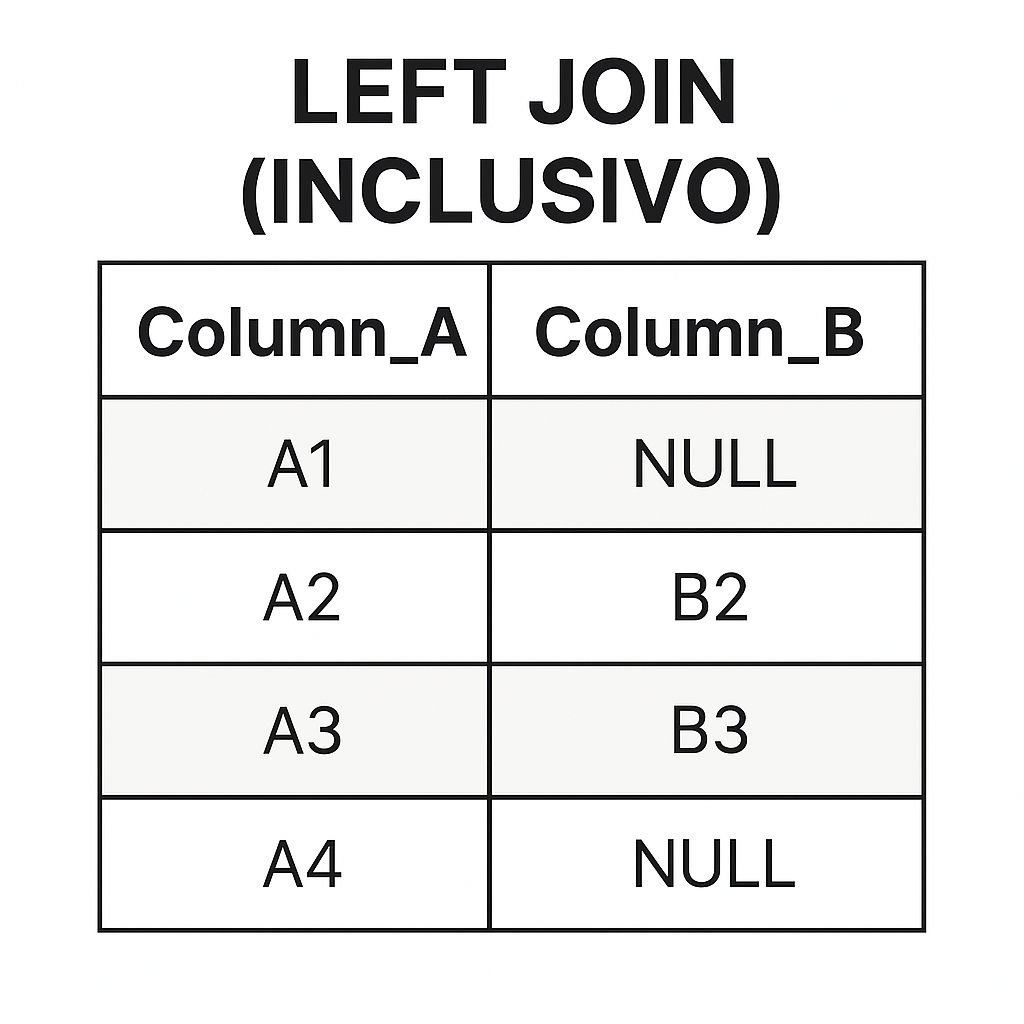 LEFT JOIN
(INCLUSIVO)
Column_A Column_B
A1 NULL
A2 B2
A3 B3
A4 NULL